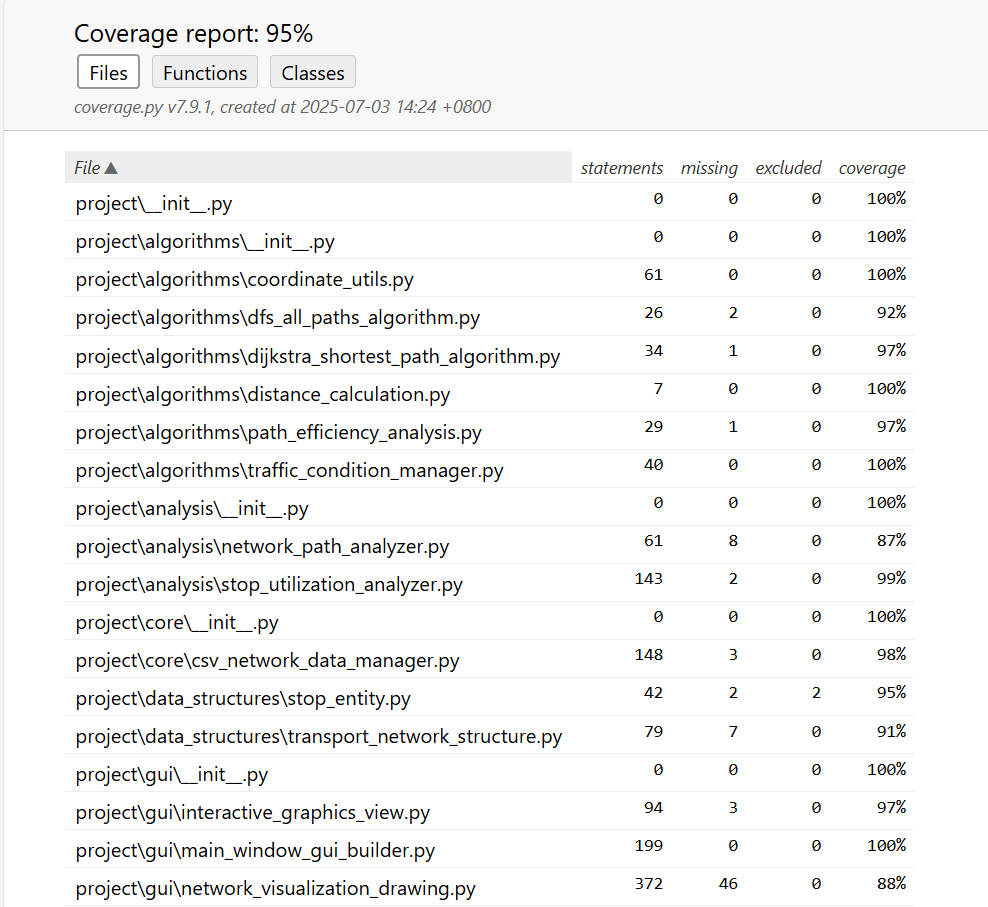 Coverage report: 95%
Files Functions Classes
coverage.py v7.9.1, created at 2025-07-03 14:24 +0800
File ▲ statements missing excluded coverage
project\__init__.py 0 0 0 100%
project\algorithms\__init__.py 0 0 0 100%
project\algorithms\coordinate_utils.py 61 0 0 100%
project\algorithms\dfs_all_paths_algorithm.py 26 2 0 92%
project\algorithms\dijkstra_shortest_path_algorithm.py 34 1 0 97%
project\algorithms\distance_calculation.py 7 0 0 100%
project\algorithms\path_efficiency_analysis.py 29 1 0 97%
project\algorithms\traffic_condition_manager.py 40 0 0 100%
project\analysis\__init__.py 0 0 0 100%
project\analysis\network_path_analyzer.py 61 8 0 87%
project\analysis\stop_utilization_analyzer.py 143 2 0 99%
project\core\__init__.py 0 0 0 100%
project\core\csv_network_data_manager.py 148 3 0 98%
project\data_structures\stop_entity.py 42 2 2 95%
project\data_structures\transport_network_structure.py 79 7 0 91%
project\gui\__init__.py 0 0 0 100%
project\gui\interactive_graphics_view.py 94 3 0 97%
project\gui\main_window_gui_builder.py 199 0 0 100%
project\gui\network_visualization_drawing.py 372 46 0 88%